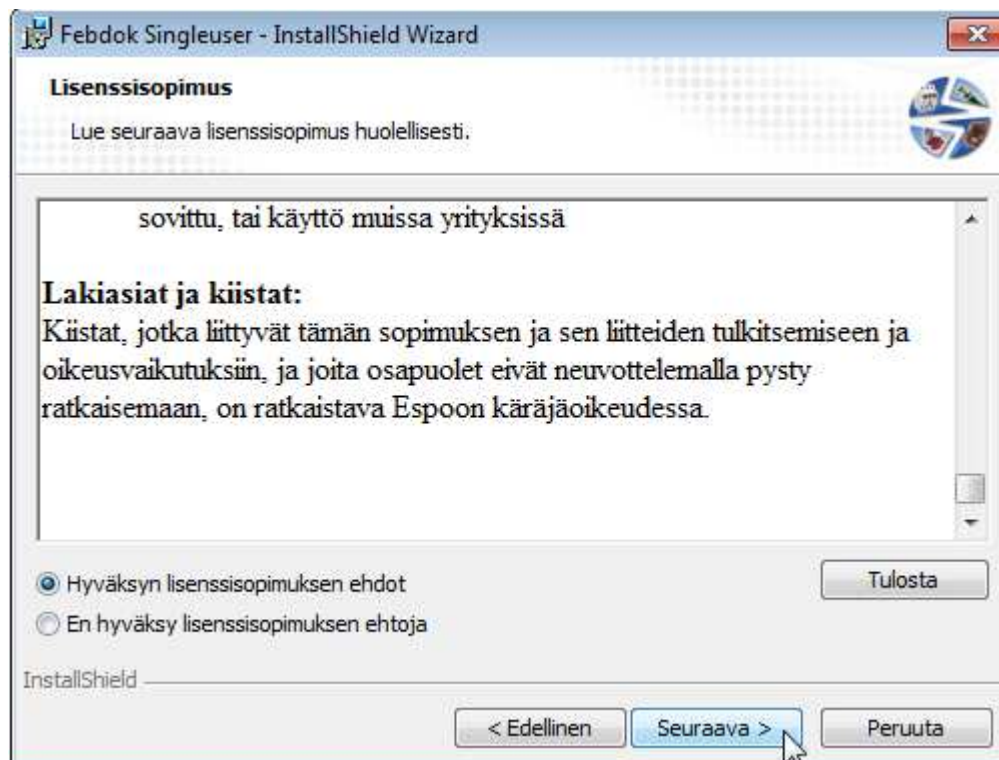 Febdok Singleuser - InstallShield Wizard
Lisenssisopimus
Lue seuraava lisenssisopimus huolellisesti.
sovittu, tai käyttö muissa yrityksissä
Lakiasiat ja kiistat:
Kiistat, jotka liittyvät tämän sopimuksen ja sen liitteiden tulkitsemiseen ja
oikeusvaikutuksiin, ja joita osapuolet eivät neuvottelemalla pysty
ratkaisemaan, on ratkaistava Espoon käräjäoikeudessa.
Hyväksyn lisenssisopimuksen ehdot
Tulosta
En hyväksy lisenssisopimuksen ehtoja
InstallShield
< Edellinen
Seuraava >
Peruuta